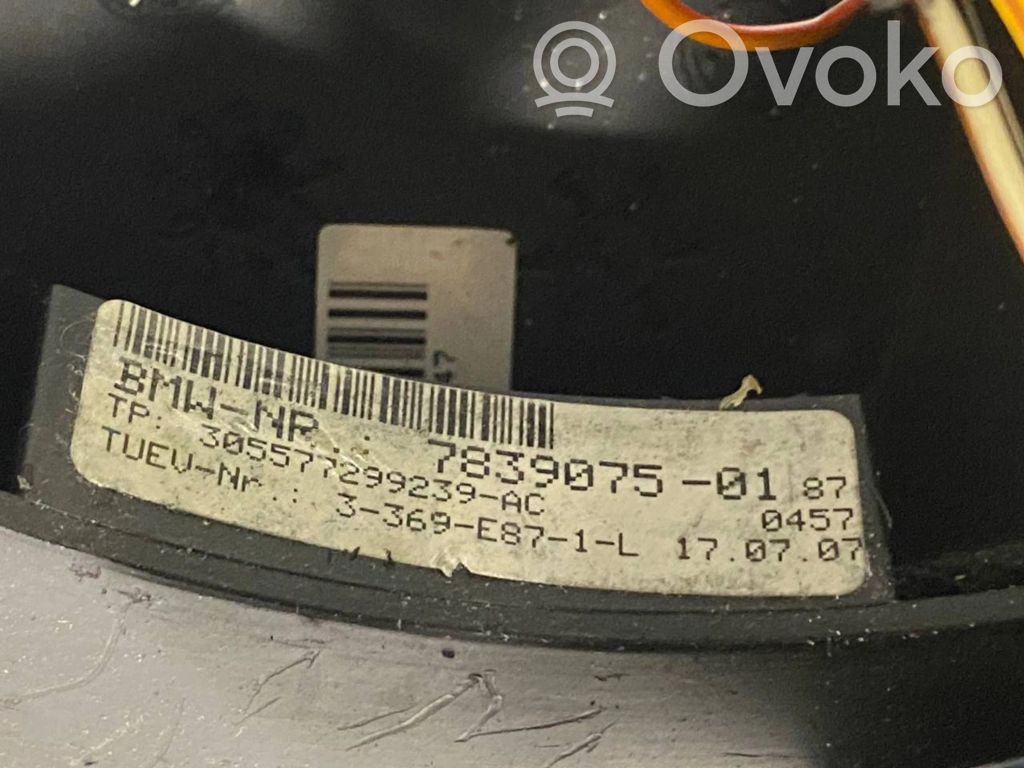 Ovoko
47
BMW-NR : 7839075-01 87
TP: 305577299239-AC 0457
TUEV-Nr.: 3-369-E87-1-L 17.07.07